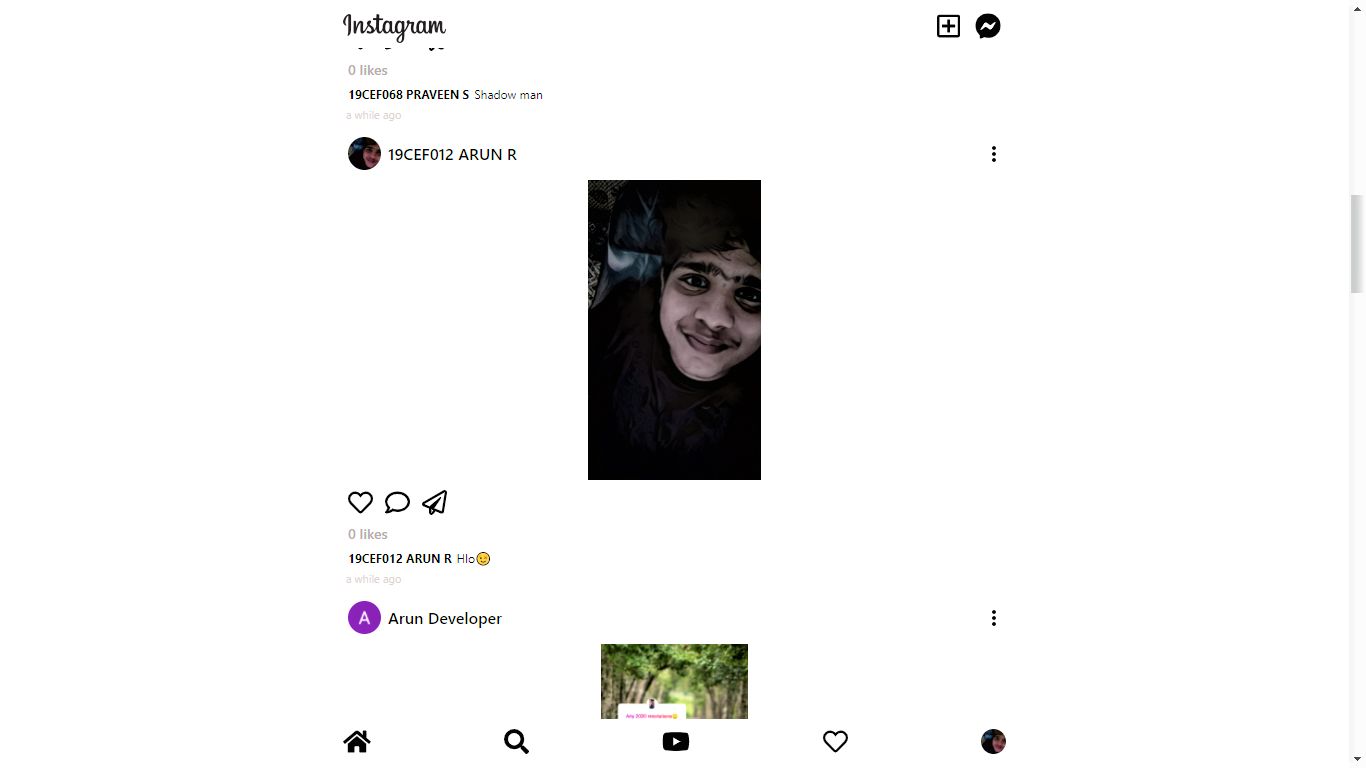 Instagram
0 likes
19CEF068 PRAVEEN S Shadow man
a while ago
19CEF012 ARUN R
0 likes
19CEF012 ARUN R Hlo😉
a while ago
A Arun Developer
Any 2020 resolutions😊